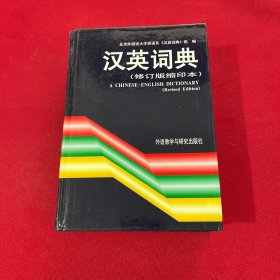 北京外国语大学英语系《汉英词典》组 编
汉英词典
(修订版缩印本)
A CHINESE-ENGLISH DICTIONARY
(Revised Edition)
外语教学与研究出版社